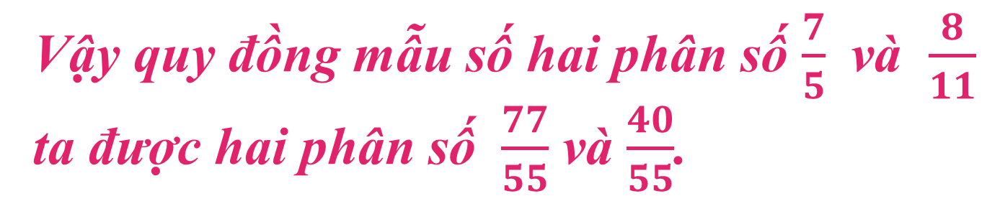 Vậy quy đồng mẫu số hai phân số 7/5 và 8/11
ta được hai phân số 77/55 và 40/55.